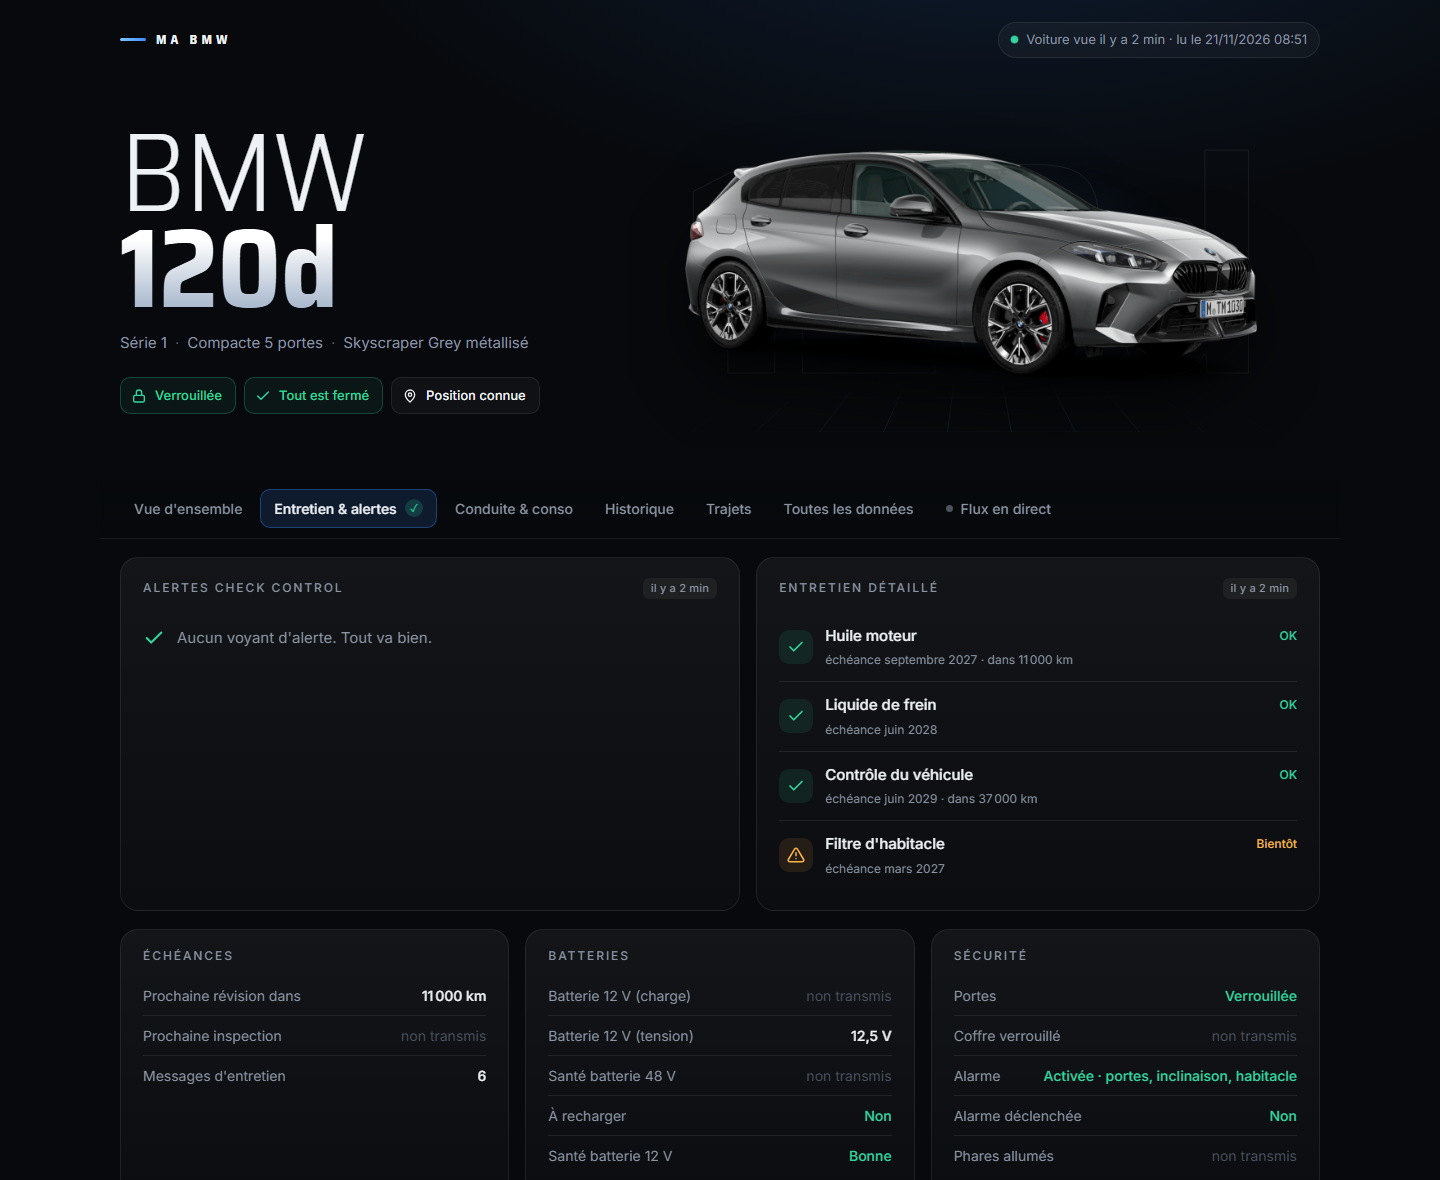 MA BMW
Voiture vue il y a 2 min · lu le 21/11/2026 08:51
BMW
120d
Série 1 · Compacte 5 portes · Skyscraper Grey métallisé
Verrouillée
Tout est fermé
Position connue
M TM1030
Vue d'ensemble
Entretien & alertes ✓
Conduite & conso
Historique
Trajets
Toutes les données
Flux en direct
ALERTES CHECK CONTROL
il y a 2 min
Aucun voyant d'alerte. Tout va bien.
ENTRETIEN DÉTAILLÉ
il y a 2 min
Huile moteur
OK
échéance septembre 2027 · dans 11 000 km
Liquide de frein
OK
échéance juin 2028
Contrôle du véhicule
OK
échéance juin 2029 · dans 37 000 km
Filtre d'habitacle
Bientôt
échéance mars 2027
ÉCHÉANCES
Prochaine révision dans 11 000 km
Prochaine inspection non transmis
Messages d'entretien 6
BATTERIES
Batterie 12 V (charge) non transmis
Batterie 12 V (tension) 12,5 V
Santé batterie 48 V non transmis
À recharger Non
Santé batterie 12 V Bonne
SÉCURITÉ
Portes Verrouillée
Coffre verrouillé non transmis
Alarme Activée · portes, inclinaison, habitacle
Alarme déclenchée Non
Phares allumés non transmis